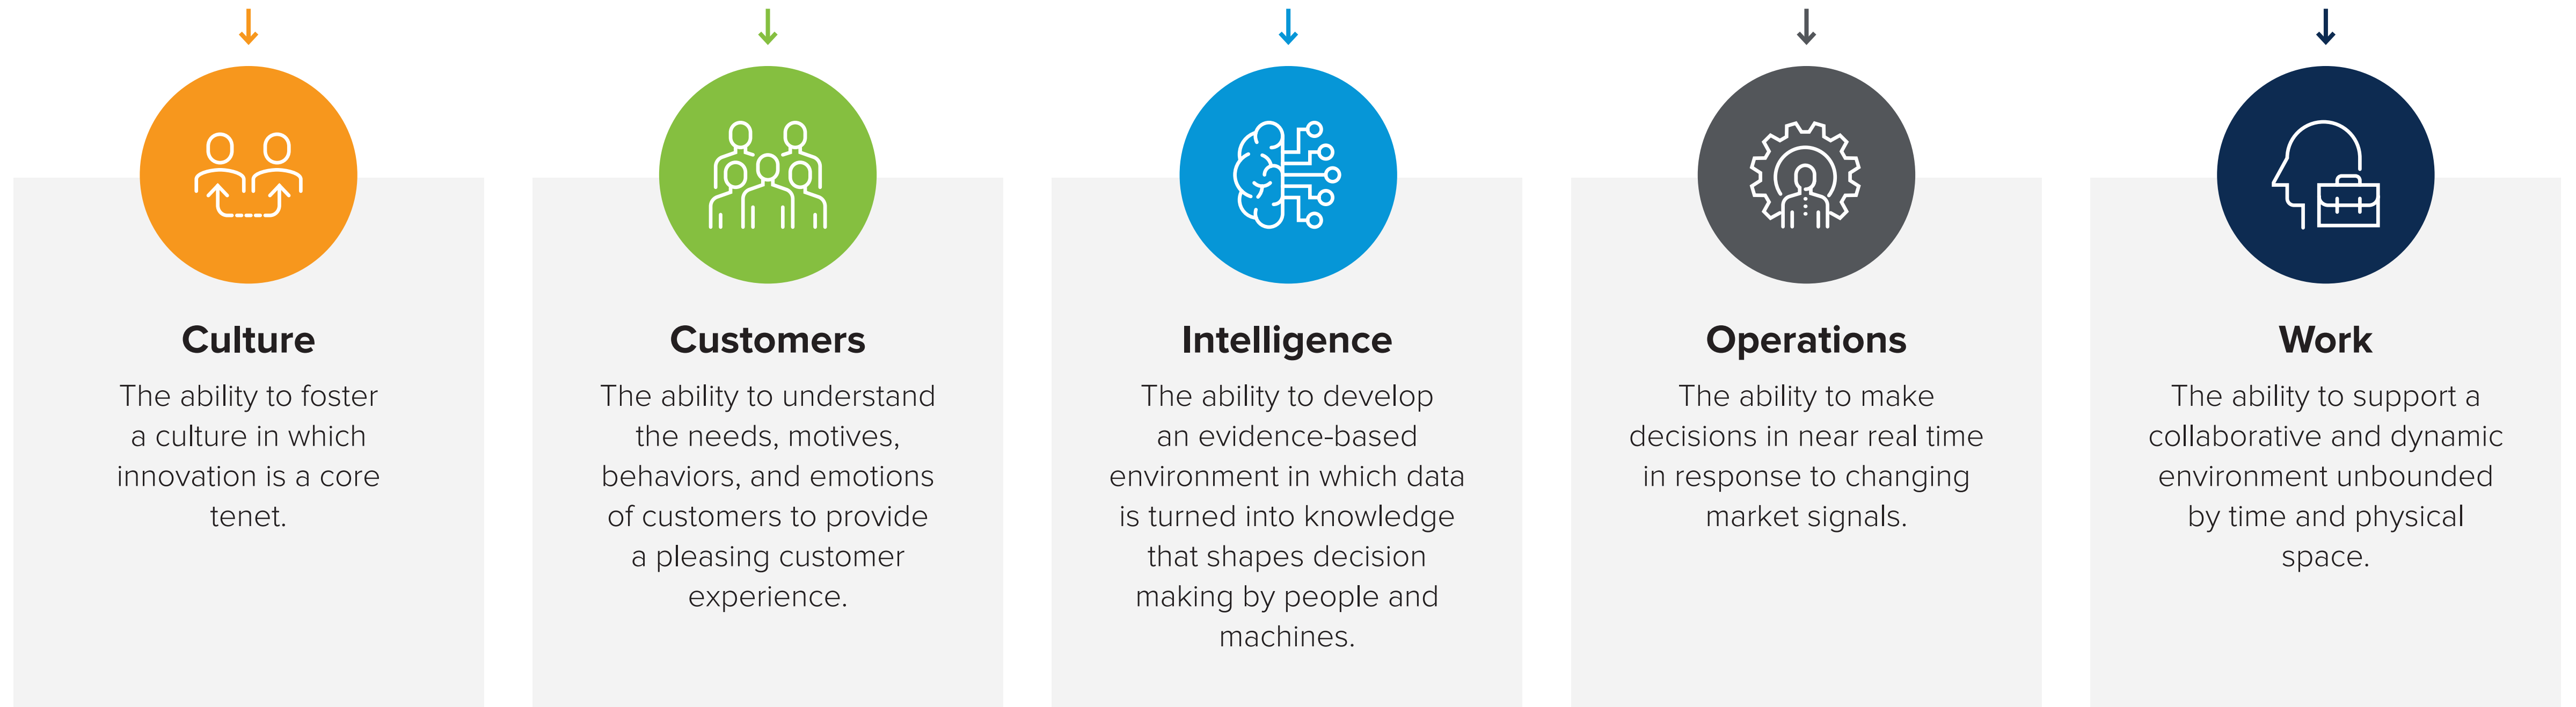 Culture
The ability to foster
a culture in which
innovation is a core
tenet.
Customers
The ability to understand
the needs, motives,
behaviors, and emotions
of customers to provide
a pleasing customer
experience.
Intelligence
The ability to develop
an evidence-based
environment in which data
is turned into knowledge
that shapes decision
making by people and
machines.
Operations
The ability to make
decisions in near real time
in response to changing
market signals.
Work
The ability to support a
collaborative and dynamic
environment unbounded
by time and physical
space.